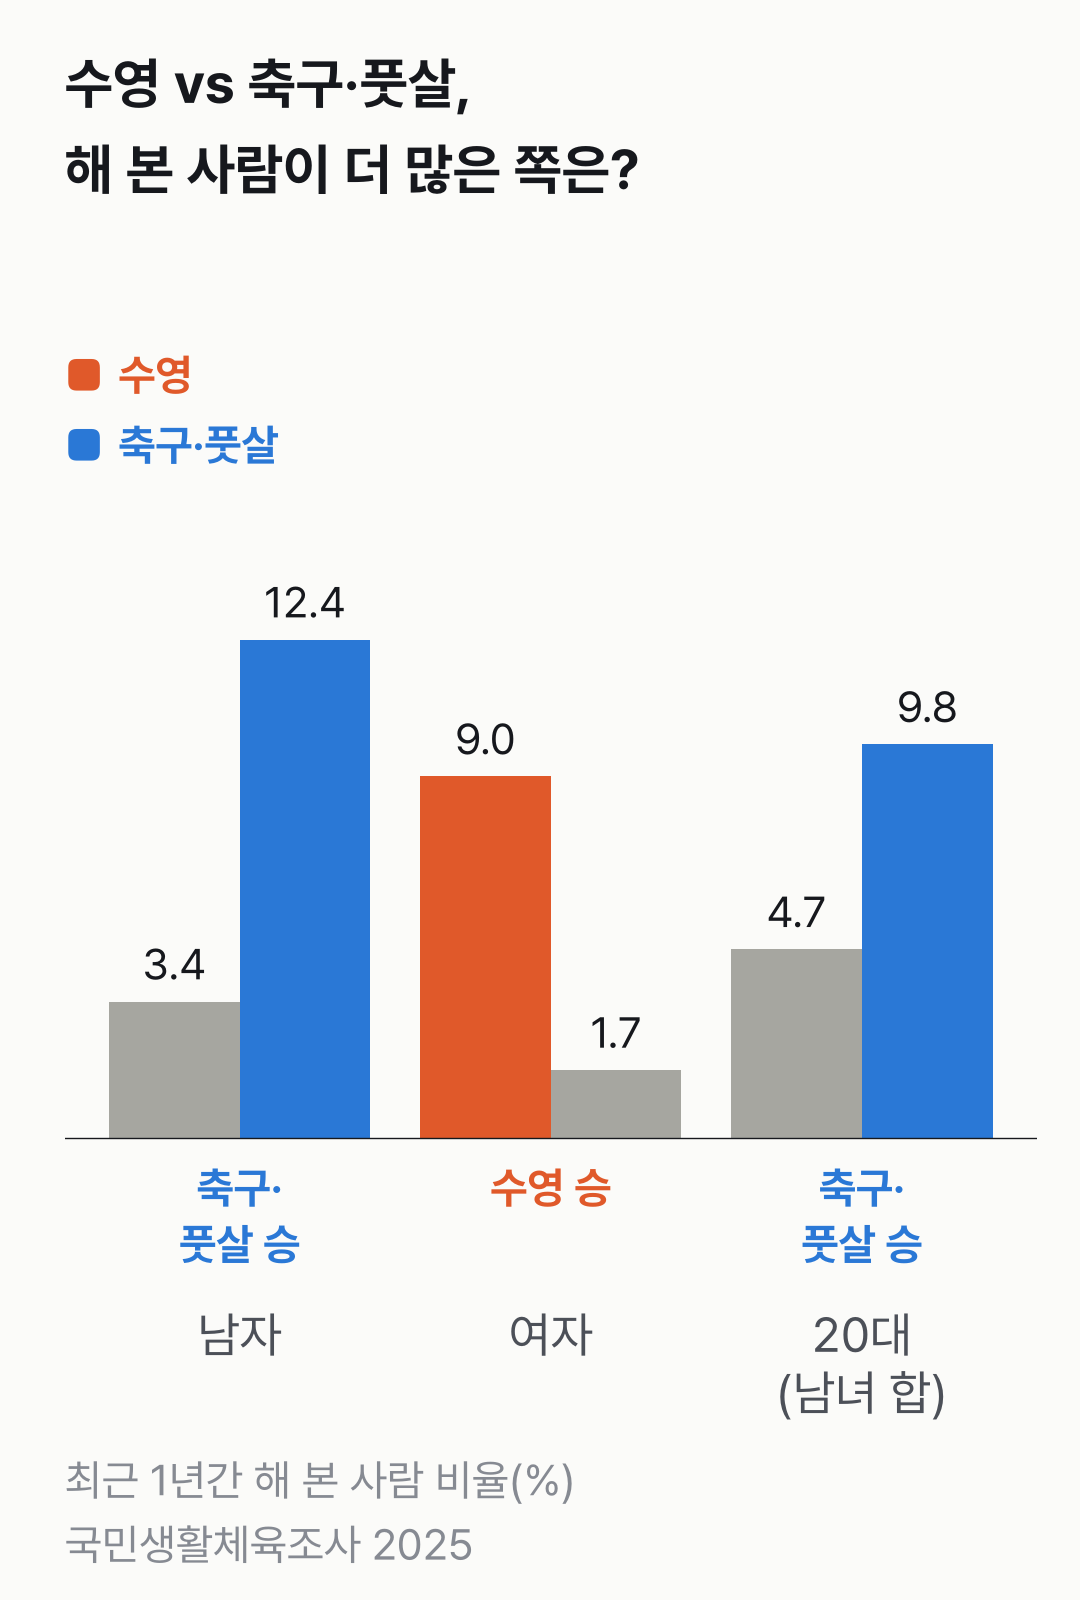 수영 vs 축구·풋살,
해 본 사람이 더 많은 쪽은?
수영
축구·풋살
12.4
9.8
9.0
4.7
3.4
1.7
축구·
풋살 승
수영 승
축구·
풋살 승
남자
여자
20대
(남녀 합)
최근 1년간 해 본 사람 비율(%)
국민생활체육조사 2025